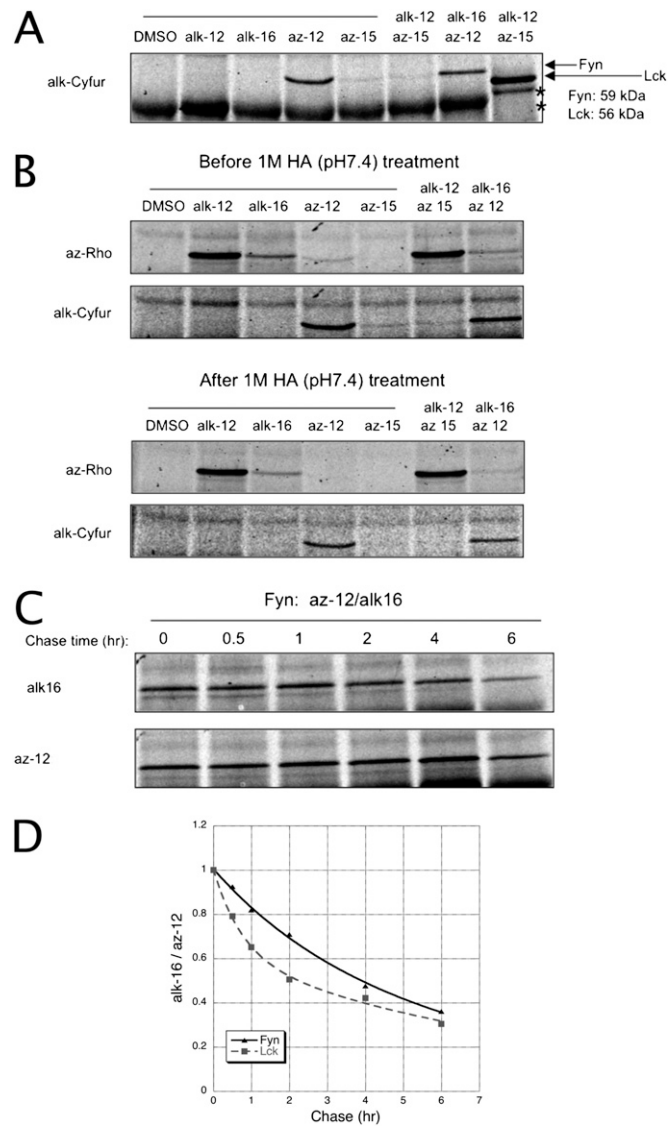 A
alk-12 alk-16 alk-12
DMSO alk-12 alk-16 az-12 az-15 az-15 az-12 az-15
alk-Cyfur
Fyn
Lck
*
*
Fyn: 59 kDa
Lck: 56 kDa
B
Before 1M HA (pH7.4) treatment
alk-12 alk-16
DMSO alk-12 alk-16 az-12 az-15 az 15 az 12
az-Rho
alk-Cyfur
After 1M HA (pH7.4) treatment
alk-12 alk-16
DMSO alk-12 alk-16 az-12 az-15 az 15 az 12
az-Rho
alk-Cyfur
C
Fyn: az-12/alk16
Chase time (hr): 0 0.5 1 2 4 6
alk16
az-12
D
1.2
1
0.8
0.6
0.4
0.2
0
alk-16 / az-12
Fyn
Lck
0 1 2 3 4 5 6 7
Chase (hr)